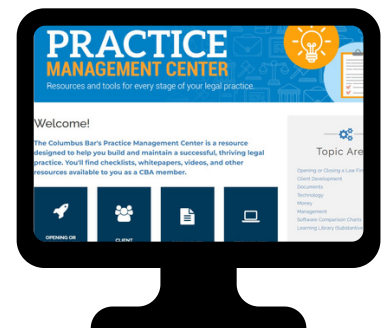 PRACTICE
MANAGEMENT CENTER
Resources and tools for every stage of your legal practice.
Welcome!
The Columbus Bar's Practice Management Center is a resource
designed to help you build and maintain a successful, thriving legal
practice. You'll find checklists, whitepapers, videos, and other
resources available to you as a CBA member.
OPENING OR
CLIENT
Topic Are
Opening or Closing a Law Fir
Client Development
Documents
Technology
Money
Management
Software Comparison Charts
Learning Library (Substantive